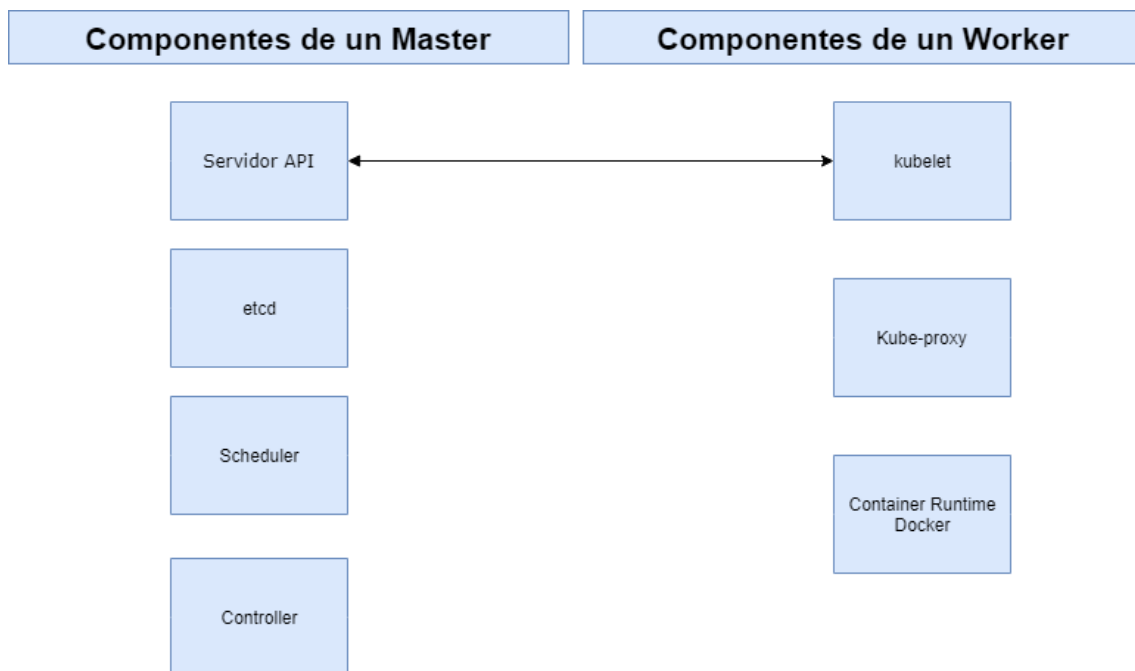 Componentes de un Master
Componentes de un Worker
Servidor API
kubelet
etcd
Kube-proxy
Scheduler
Container Runtime
Docker
Controller